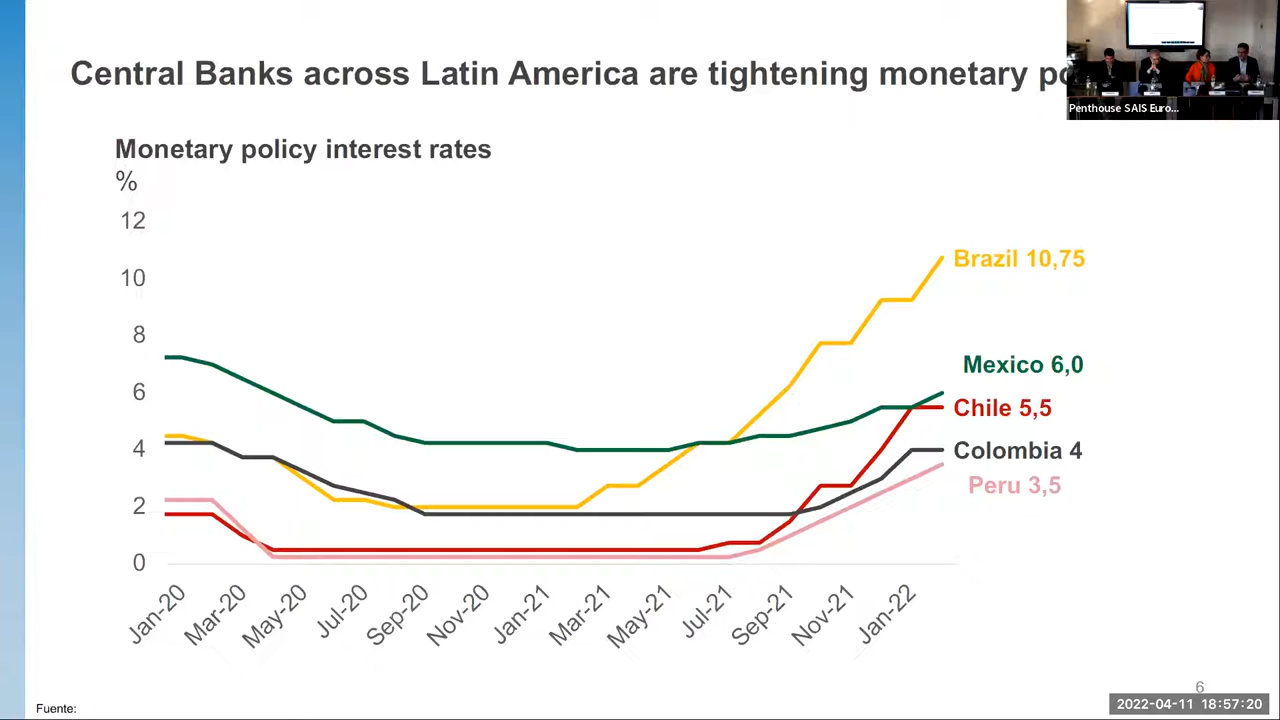 Central Banks across Latin America are tightening monetary
Penthouse SAIS Euro...
Monetary policy interest rates
%
12
10
8
6
4
2
0
Brazil 10,75
Mexico 6,0
Chile 5,5
Colombia 4
Peru 3,5
Jan-20
Mar-20
May-20
Jul-20
Sep-20
Nov-20
Jan-21
Mar-21
May-21
Jul-21
Sep-21
Nov-21
Jan-22
6
Fuente:
2022-04-11 18:57:20